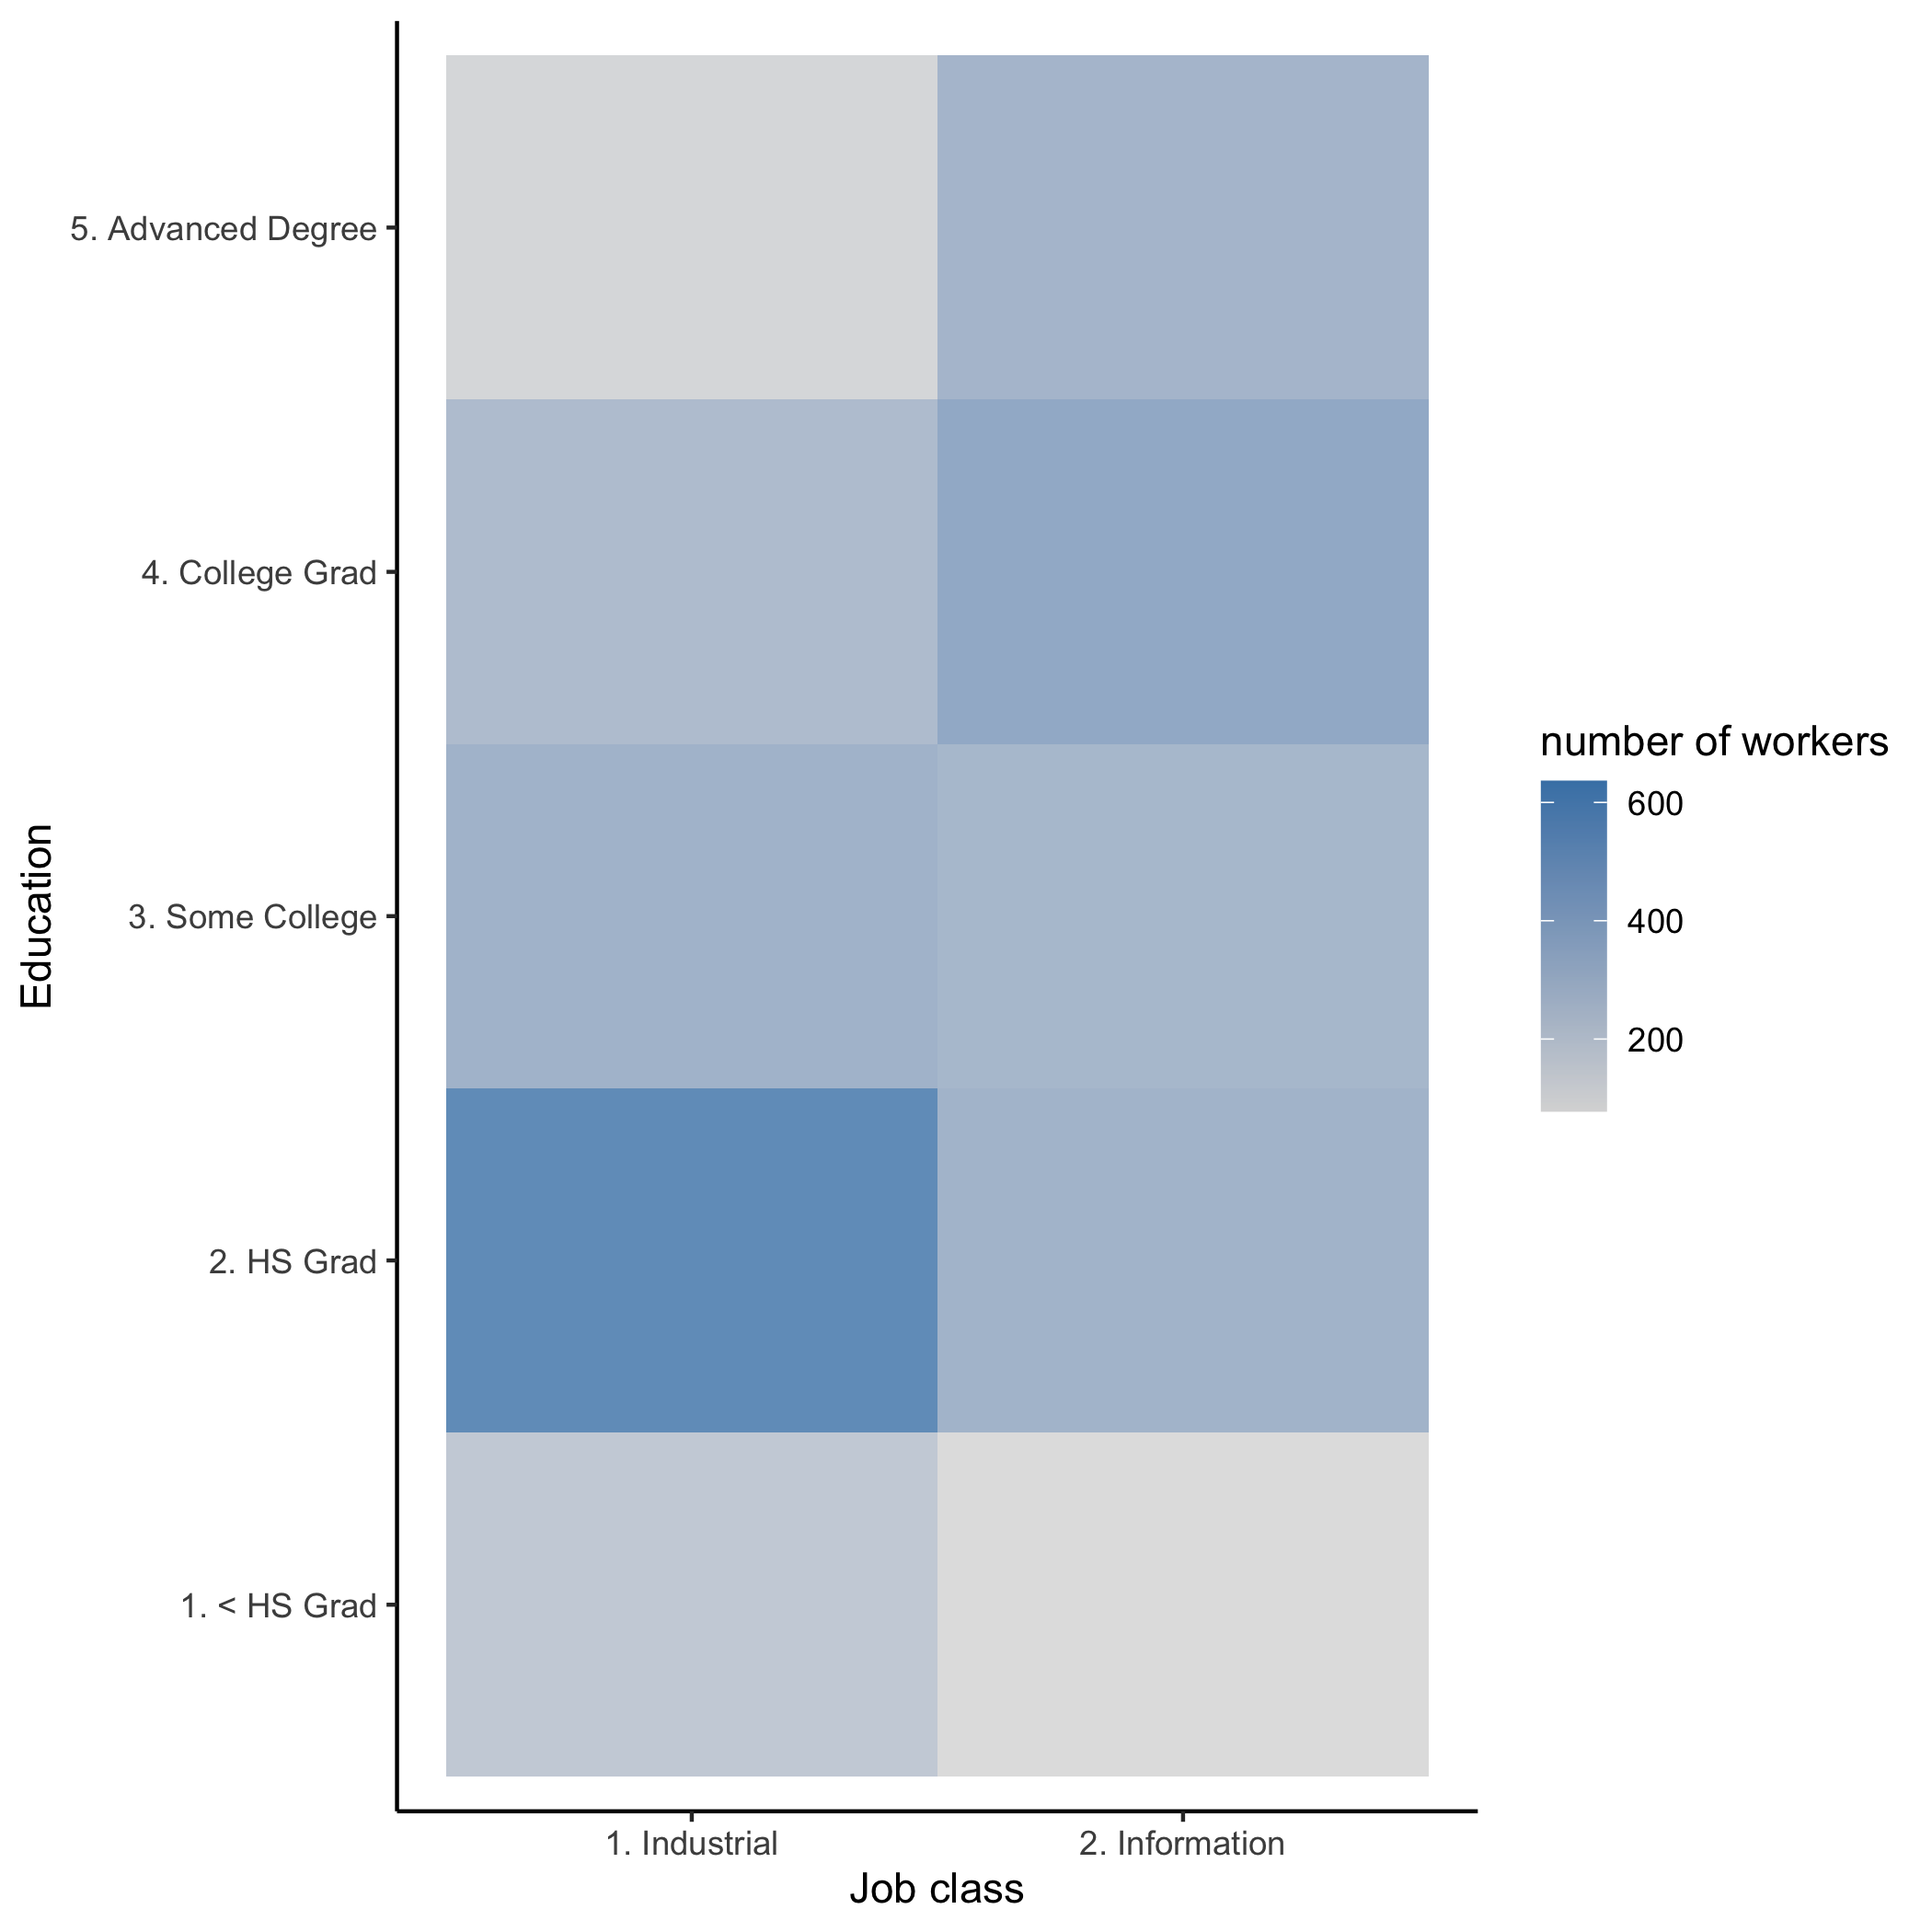 5. Advanced Degree
4. College Grad
3. Some College
2. HS Grad
1. < HS Grad
Education
1. Industrial
2. Information
Job class
number of workers
600
400
200